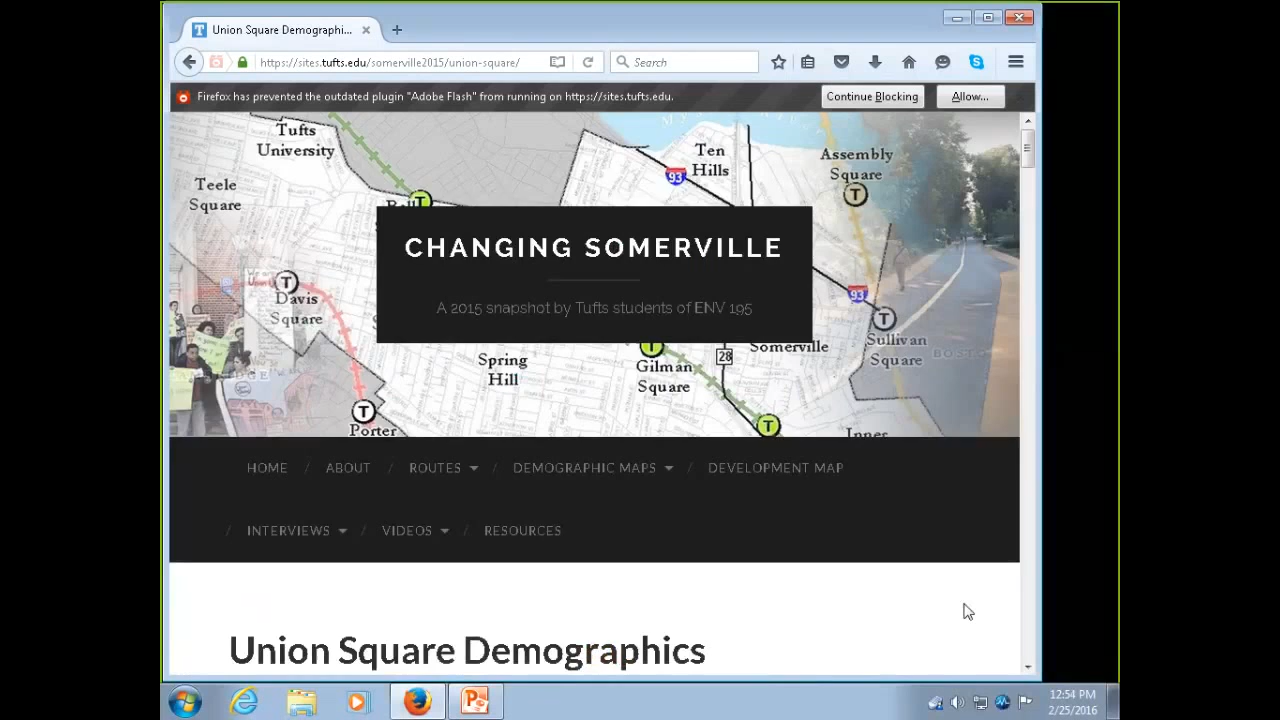 Union Square Demographi...
https://sites.tufts.edu/somerville2015/union-square/
Search
Firefox has prevented the outdated plugin "Adobe Flash" from running on https://sites.tufts.edu.
Continue Blocking
Allow...
Tufts
University
Teele
Square
Ten
Hills
93
Assembly
Square
T
T
CHANGING SOMERVILLE
A 2015 snapshot by Tufts students of ENV 195
T
Davis
Square
93
T
Sullivan
Square
Spring
Hill
T
Gilman
Square
28
Somerville
T
Porter
T
Inner
HOME / ABOUT / ROUTES / DEMOGRAPHIC MAPS / DEVELOPMENT MAP
/ INTERVIEWS / VIDEOS / RESOURCES
Union Square Demographics
12:54 PM
2/25/2016